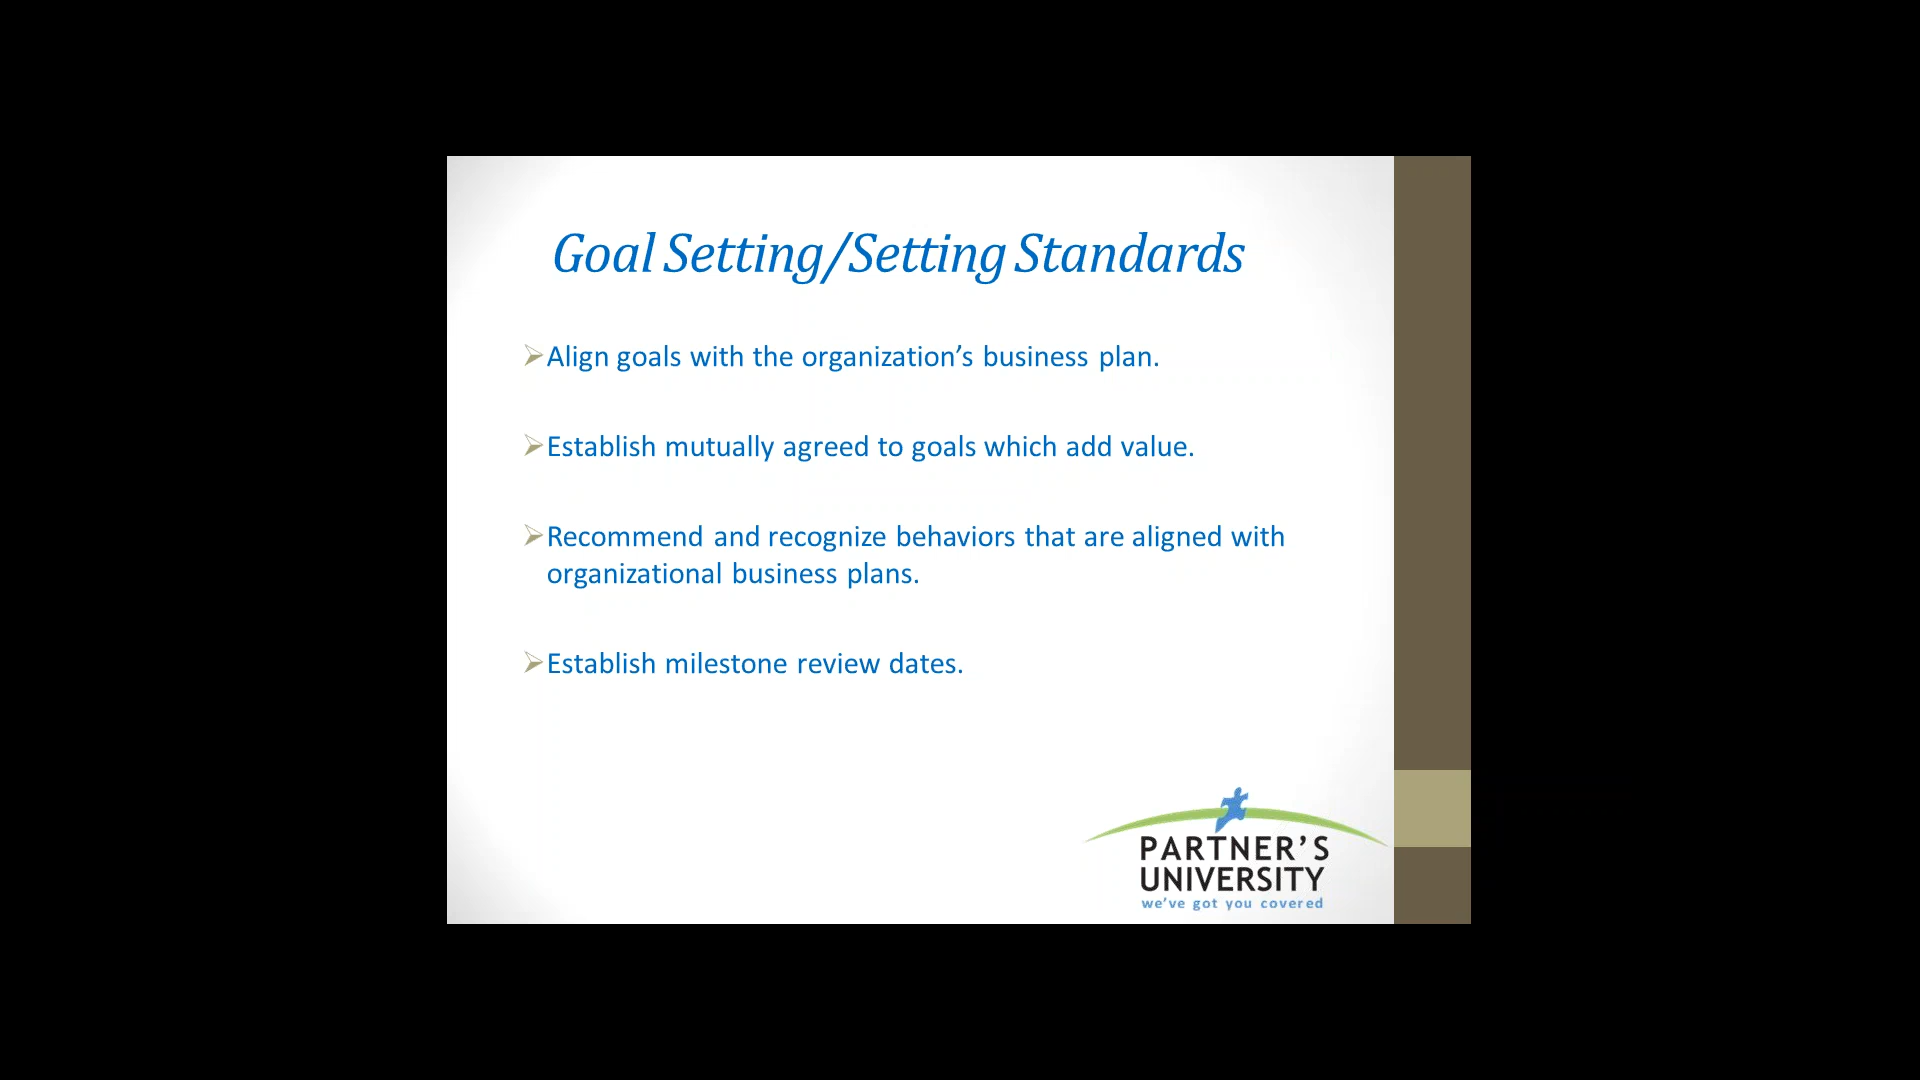 Goal Setting/Setting Standards
Align goals with the organization’s business plan.
Establish mutually agreed to goals which add value.
Recommend and recognize behaviors that are aligned with
organizational business plans.
Establish milestone review dates.
PARTNER’S
UNIVERSITY
we’ve got you covered